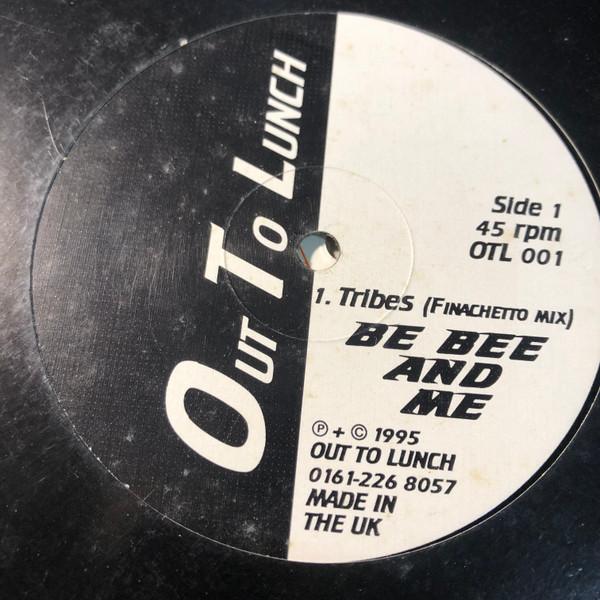 Out To Lunch
Side 1
45 rpm
OTL 001
1. Tribes (Finachetto mix)
BE BEE
AND
ME
℗ + © 1995
OUT TO LUNCH
0161-226 8057
MADE IN
THE UK